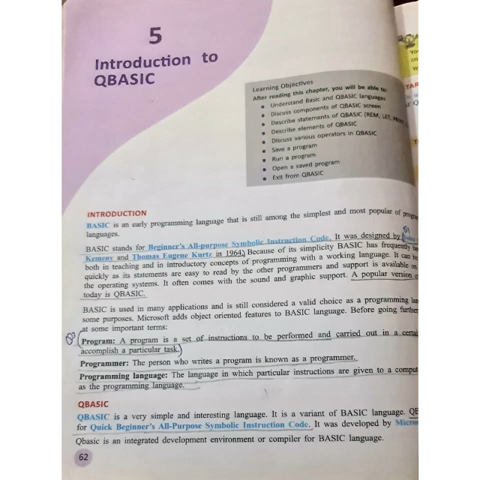 5
Introduction to
QBASIC
Learning Objectives
After reading this chapter, you will be able to:
• Understand Basic and QBASIC languages
• Discuss components of QBASIC screen
• Describe statements of QBASIC (REM, LET,
• Describe elements of QBASIC
• Discuss various operators in QBASIC
• Save a program
• Run a program
• Open a saved program
• Exit from QBASIC
INTRODUCTION
BASIC is an early programming language that is still among the simplest and most popular of
languages.
BASIC stands for Beginner's All-purpose Symbolic Instruction Code. It was designed by
Kemeny and Thomas Eugene Kurtz in 1964. Because of its simplicity BASIC has frequently
both in teaching and in introductory concepts of programming with a working language. It can be
quickly as its statements are easy to read by the other programmers and support is available on
the operating systems. It often comes with the sound and graphic support. A popular version
today is QBASIC.
BASIC is used in many applications and is still considered a valid choice as a programming
some purposes. Microsoft adds object oriented features to BASIC language. Before going further
at some important terms:
Program: A program is a set of instructions to be performed and carried out in a
accomplish a particular task.
Programmer: The person who writes a program is known as a programmer.
Programming language: The language in which particular instructions are given to a
as the programming language.
QBASIC
QBASIC is a very simple and interesting language. It is a variant of BASIC language.
for Quick Beginner's All-Purpose Symbolic Instruction Code. It was developed by
Qbasic is an integrated development environment or compiler for BASIC language.
62